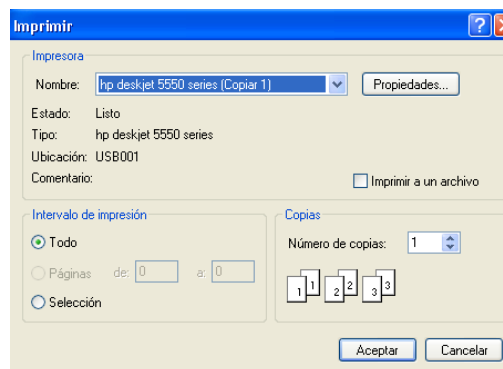 Imprimir
Impresora
Nombre: hp deskjet 5550 series (Copiar 1) Propiedades...
Estado: Listo
Tipo: hp deskjet 5550 series
Ubicación: USB001
Comentario: Imprimir a un archivo
Intervalo de impresión
Todo
Páginas de: 0 a: 0
Selección
Copias
Número de copias: 1
1 1 2 2 3 3
Aceptar Cancelar